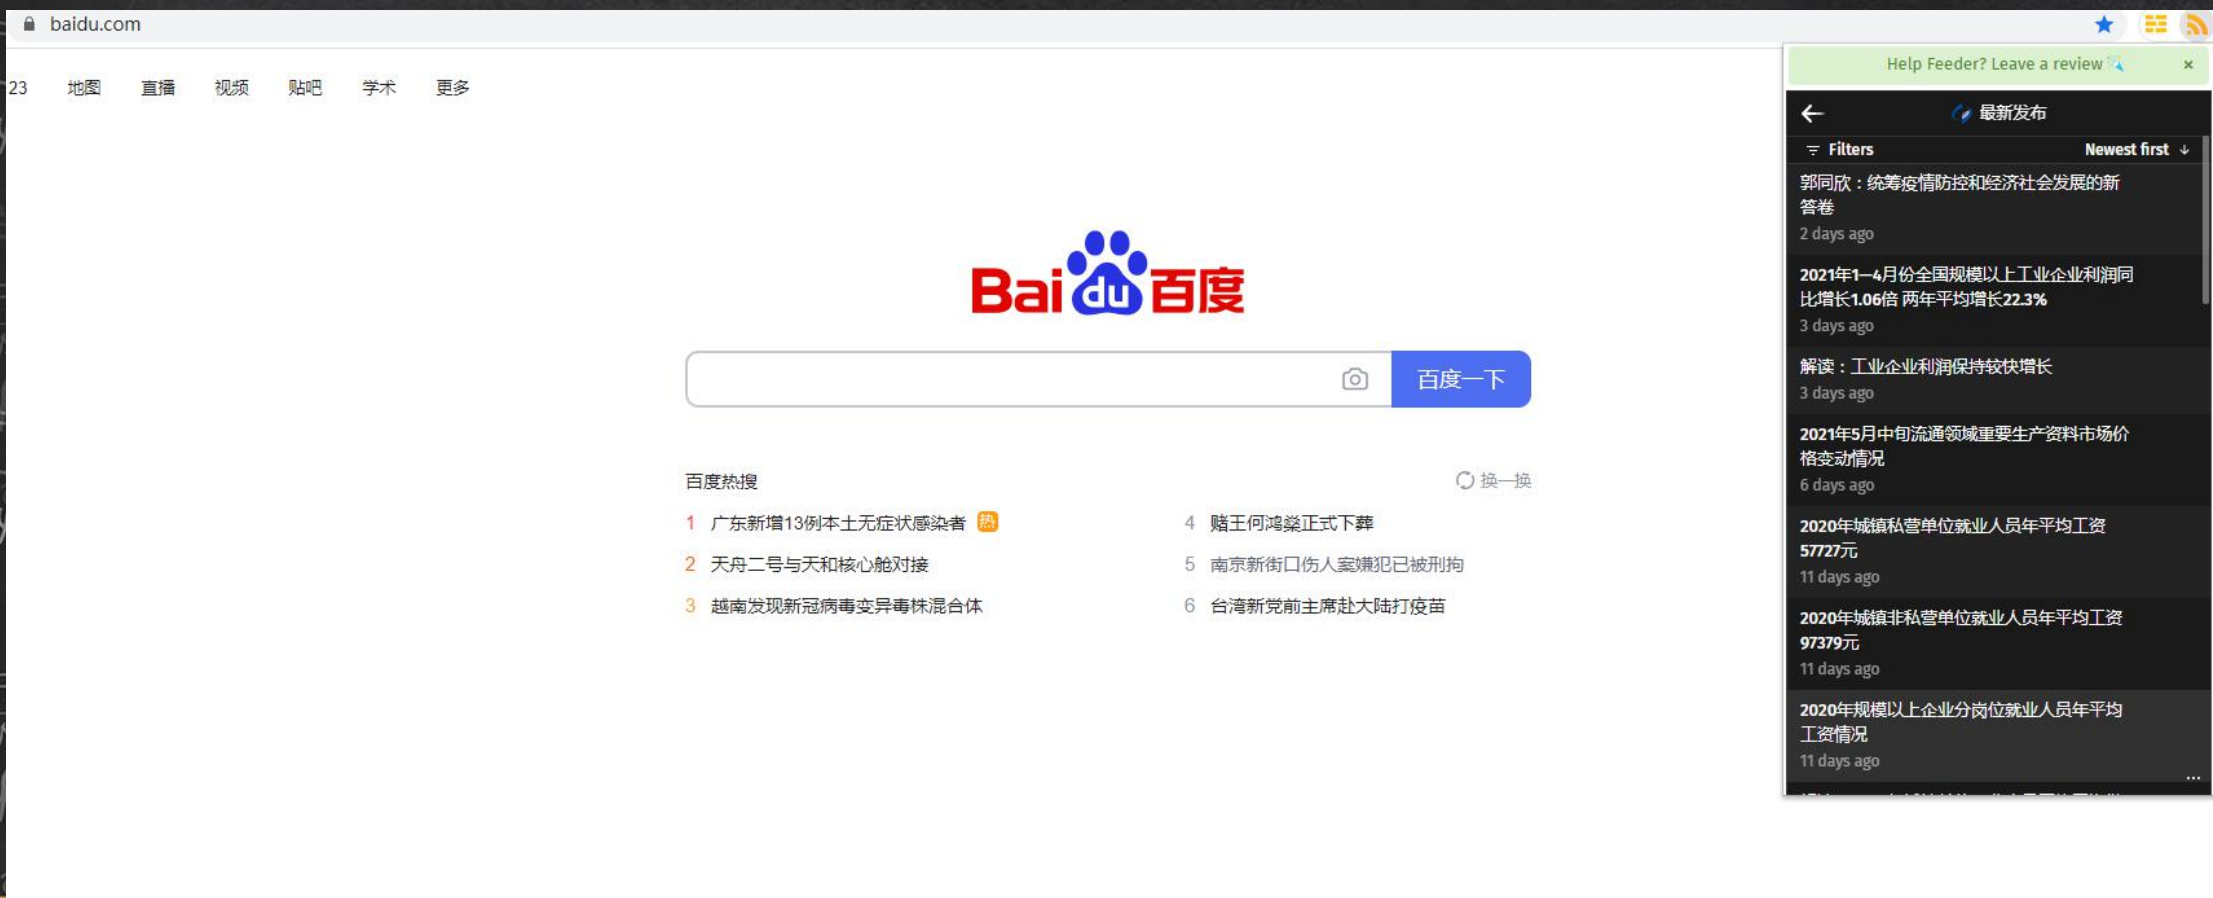 baidu.com
23 地图 直播 视频 贴吧 学术 更多
Bai du 百度
百度一下
百度热搜 换一换
1 广东新增13例本土无症状感染者 热
2 天舟二号与天和核心舱对接
3 越南发现新冠病毒变异毒株混合体
4 赌王何鸿燊正式下葬
5 南京新街口伤人案嫌犯已被刑拘
6 台湾新党前主席赴大陆打疫苗
Help Feeder? Leave a review ×
最新发布
Filters Newest first ↓
郭同欣：统筹疫情防控和经济社会发展的新
答卷
2 days ago
2021年1—4月份全国规模以上工业企业利润同
比增长1.06倍 两年平均增长22.3%
3 days ago
解读：工业企业利润保持较快增长
3 days ago
2021年5月中旬流通领域重要生产资料市场价
格变动情况
6 days ago
2020年城镇私营单位就业人员年平均工资
57727元
11 days ago
2020年城镇非私营单位就业人员年平均工资
97379元
11 days ago
2020年规模以上企业分岗位就业人员年平均
工资情况
11 days ago
...